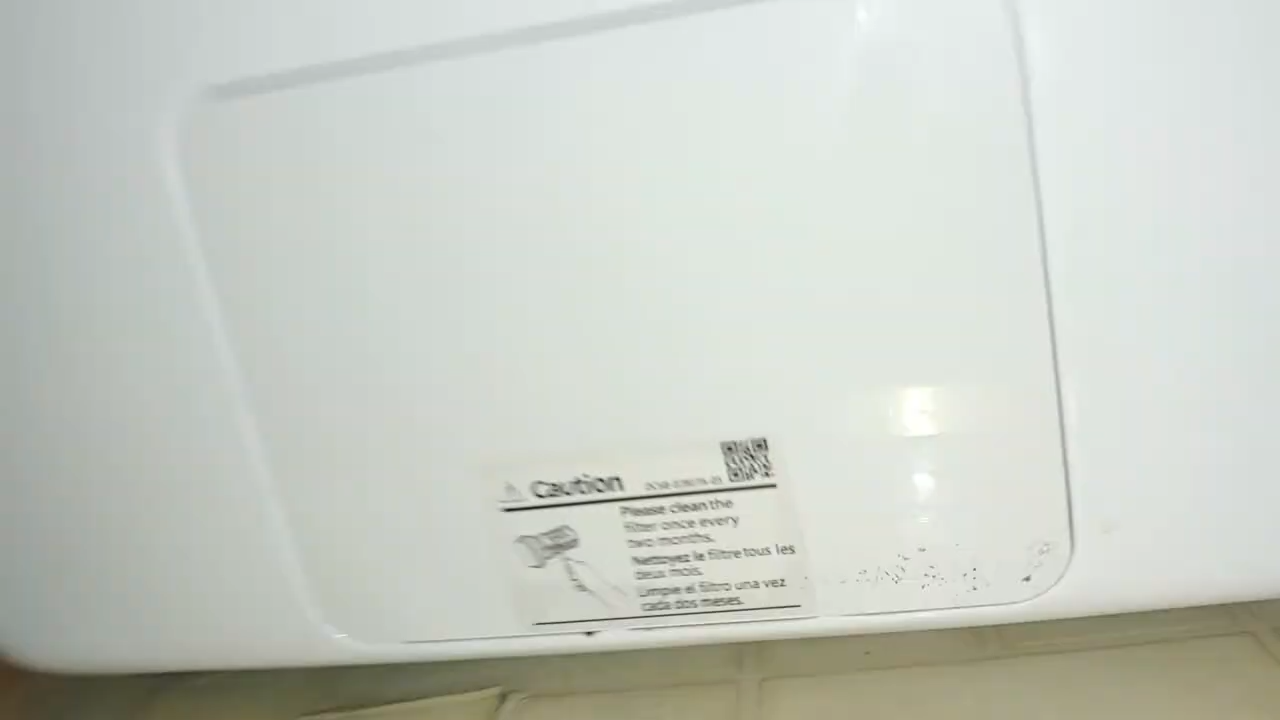 Caution
Please clean the
filter once every
two months.
Nettoyez le filtre tous les
deux mois.
Limpie el filtro una vez
cada dos meses.